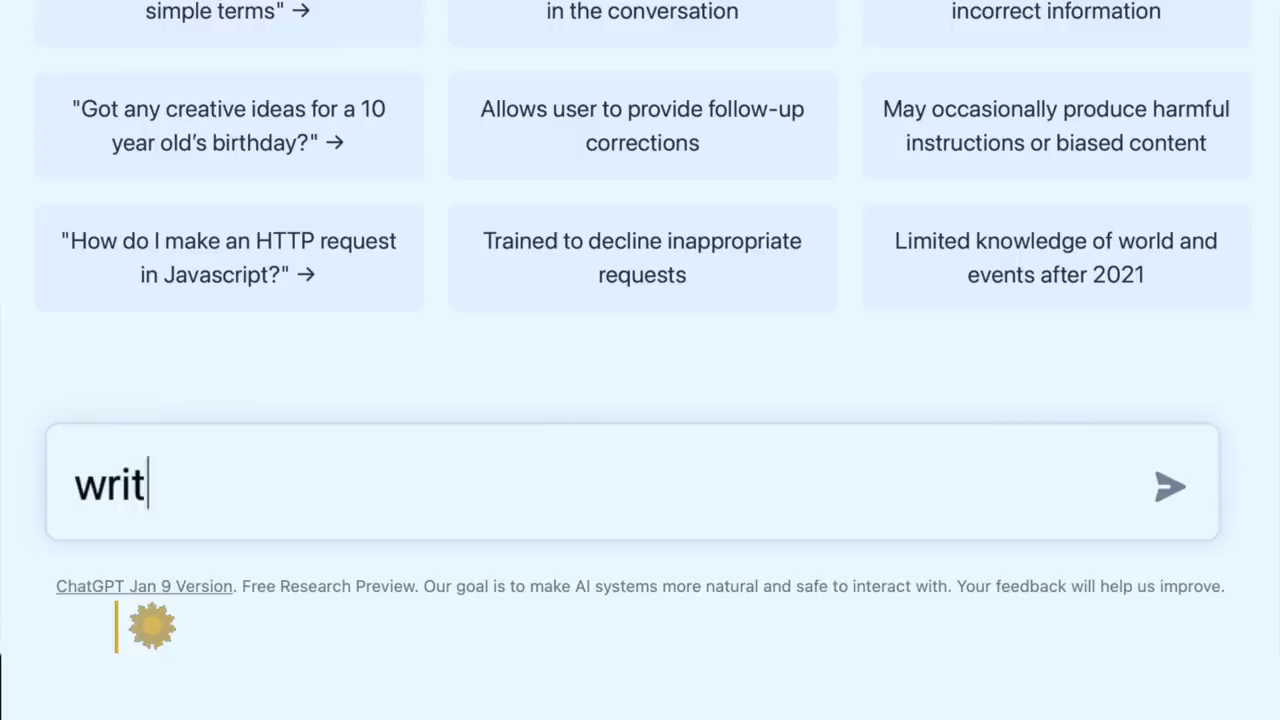 simple terms" →
in the conversation
incorrect information
"Got any creative ideas for a 10
year old’s birthday?" →
Allows user to provide follow-up
corrections
May occasionally produce harmful
instructions or biased content
"How do I make an HTTP request
in Javascript?" →
Trained to decline inappropriate
requests
Limited knowledge of world and
events after 2021
writ
ChatGPT Jan 9 Version. Free Research Preview. Our goal is to make AI systems more natural and safe to interact with. Your feedback will help us improve.